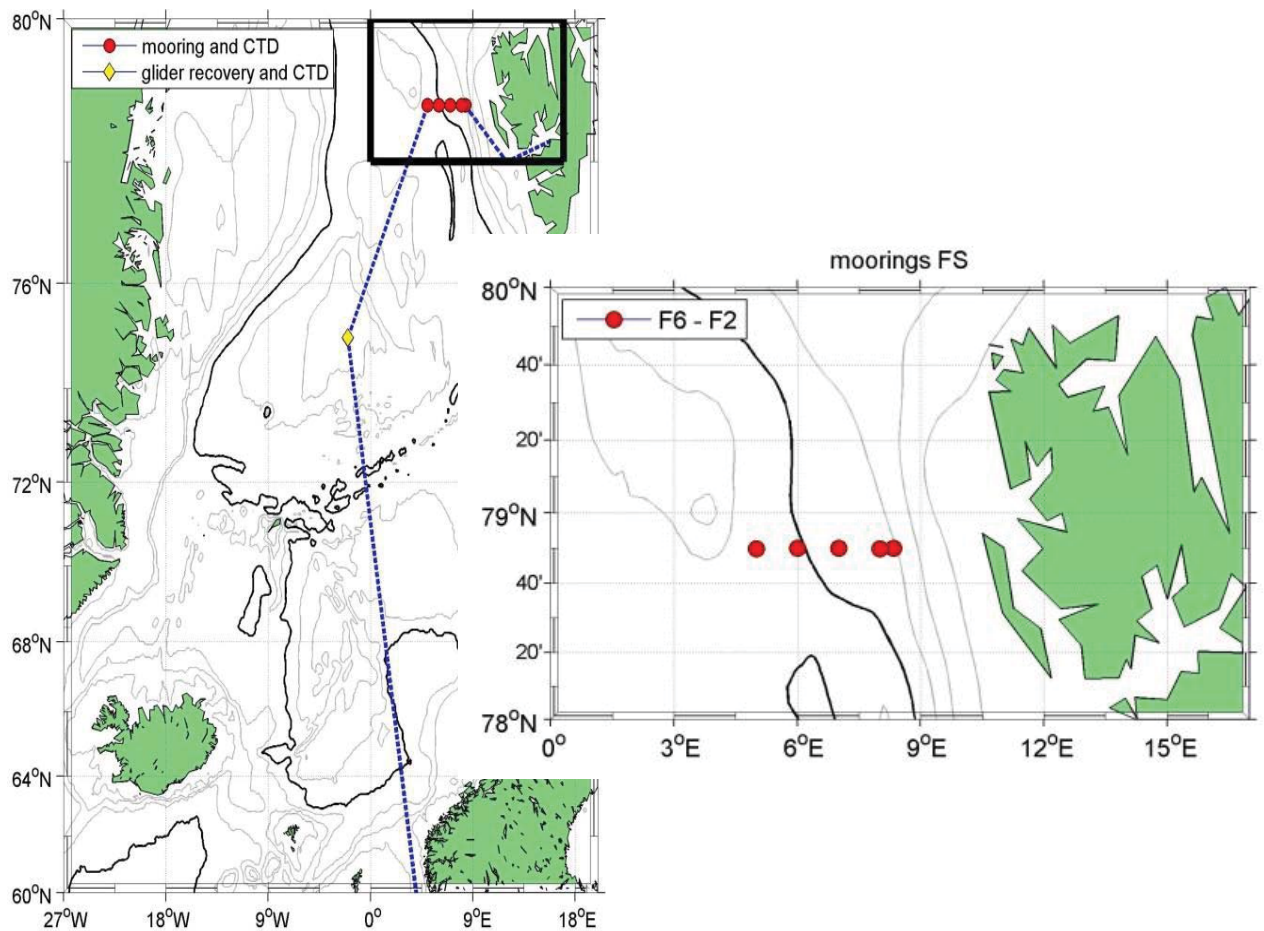 80°N
76°N
72°N
68°N
64°N
60°N
mooring and CTD
glider recovery and CTD
27°W 18°W 9°W 0° 9°E 18°E
moorings FS
F6 - F2
80°N
40'
20'
79°N
40'
20'
78°N
0° 3°E 6°E 9°E 12°E 15°E